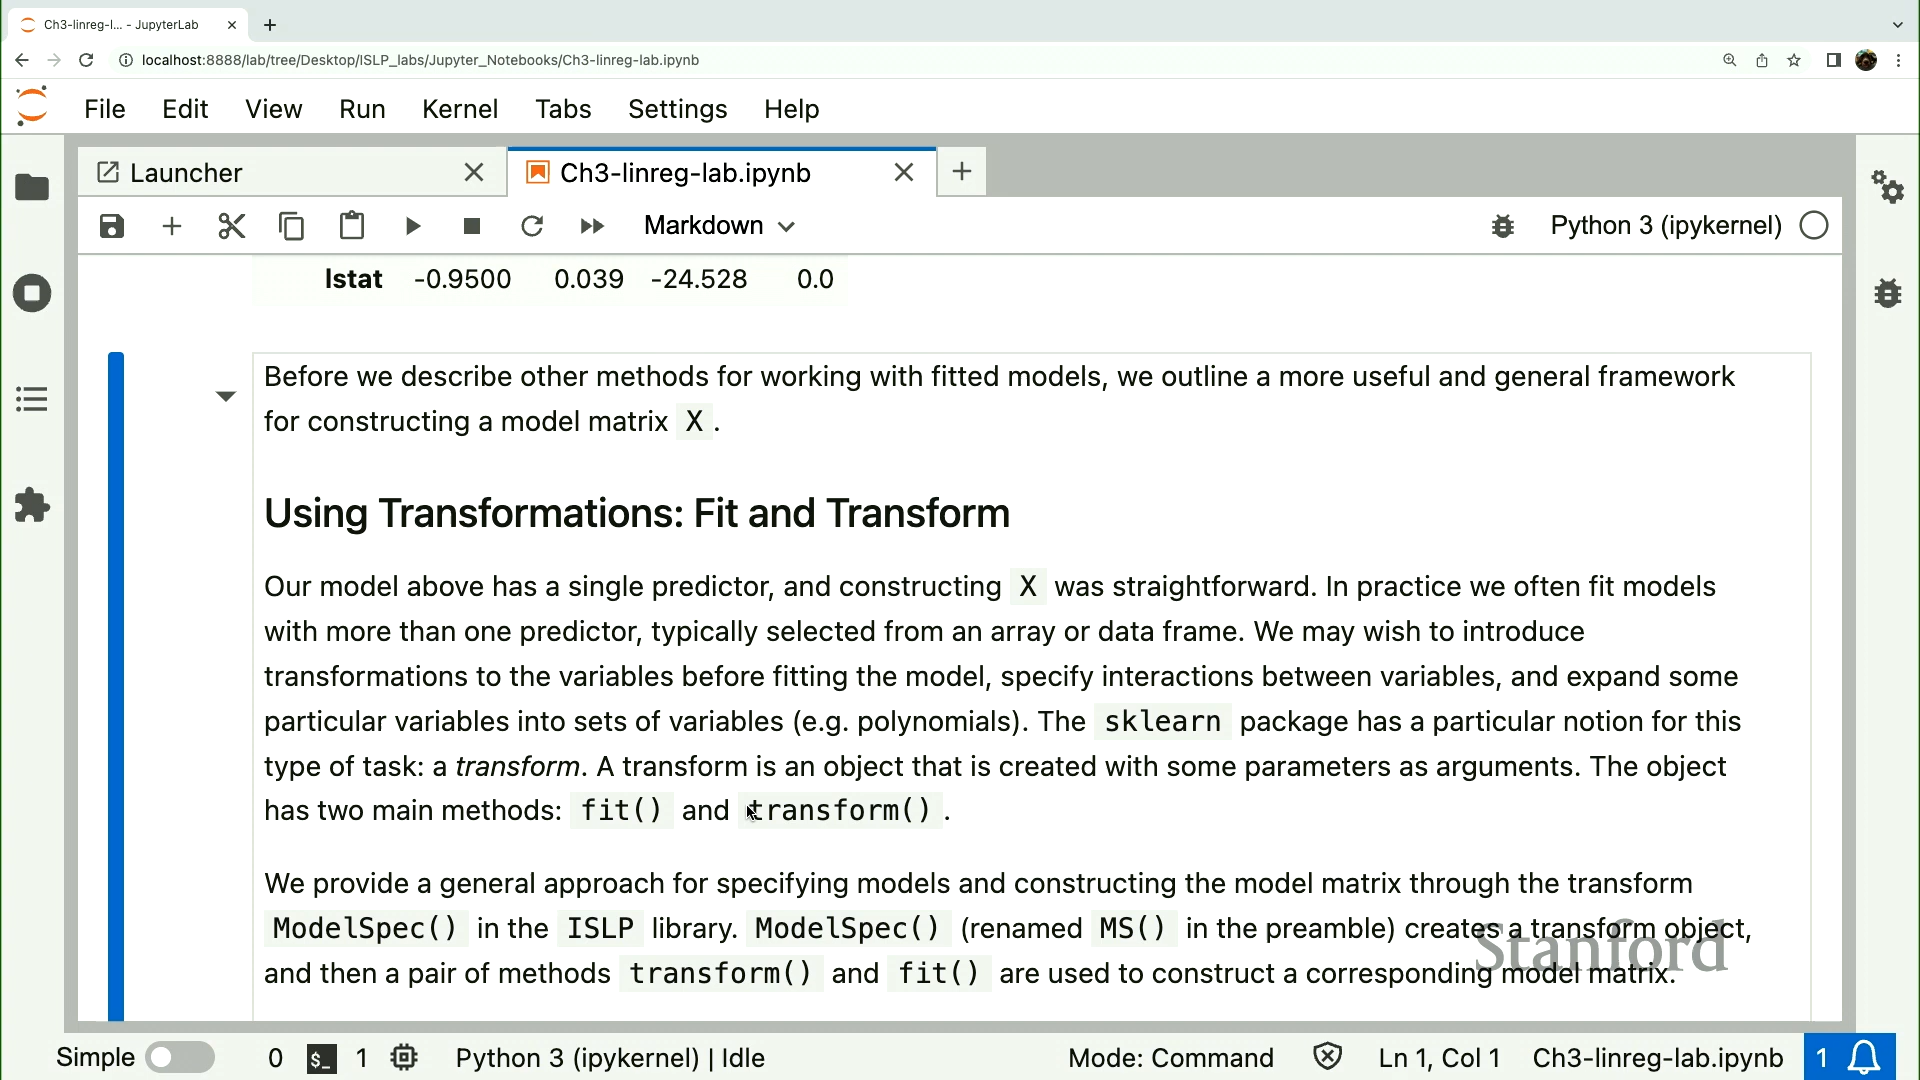 Ch3-linreg-l... - JupyterLab
localhost:8888/lab/tree/Desktop/ISLP_labs/Jupyter_Notebooks/Ch3-linreg-lab.ipynb
File Edit View Run Kernel Tabs Settings Help
Launcher
Ch3-linreg-lab.ipynb
Markdown
Python 3 (ipykernel)
lstat -0.9500 0.039 -24.528 0.0
Before we describe other methods for working with fitted models, we outline a more useful and general framework
for constructing a model matrix X .
Using Transformations: Fit and Transform
Our model above has a single predictor, and constructing X was straightforward. In practice we often fit models
with more than one predictor, typically selected from an array or data frame. We may wish to introduce
transformations to the variables before fitting the model, specify interactions between variables, and expand some
particular variables into sets of variables (e.g. polynomials). The sklearn package has a particular notion for this
type of task: a transform. A transform is an object that is created with some parameters as arguments. The object
has two main methods: fit() and transform() .
We provide a general approach for specifying models and constructing the model matrix through the transform
ModelSpec() in the ISLP library. ModelSpec() (renamed MS() in the preamble) creates a transform object,
and then a pair of methods transform() and fit() are used to construct a corresponding model matrix.
Stanford
Simple 0 $_ 1 Python 3 (ipykernel) | Idle Mode: Command Ln 1, Col 1 Ch3-linreg-lab.ipynb 1